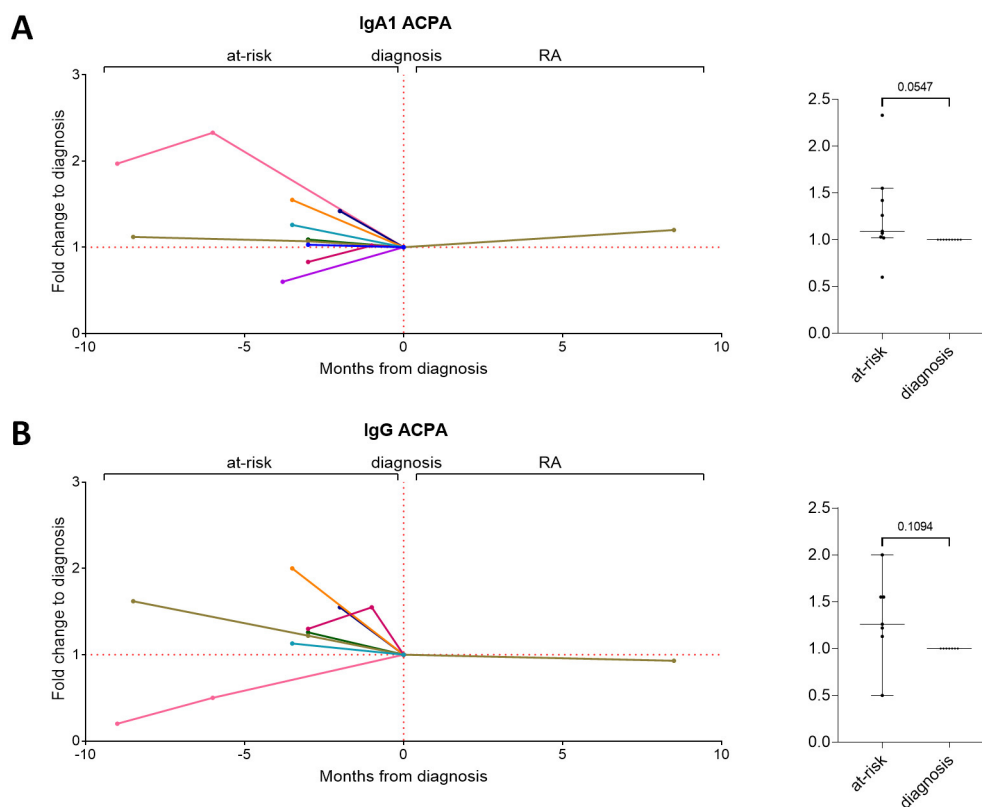 A
IgA1 ACPA
at-risk diagnosis RA
3
2
1
0
Fold change to diagnosis
-10 -5 0 5 10
Months from diagnosis
0.0547
2.5
2.0
1.5
1.0
0.5
0.0
at-risk diagnosis
B
IgG ACPA
at-risk diagnosis RA
3
2
1
0
Fold change to diagnosis
-10 -5 0 5 10
Months from diagnosis
0.1094
2.5
2.0
1.5
1.0
0.5
0.0
at-risk diagnosis